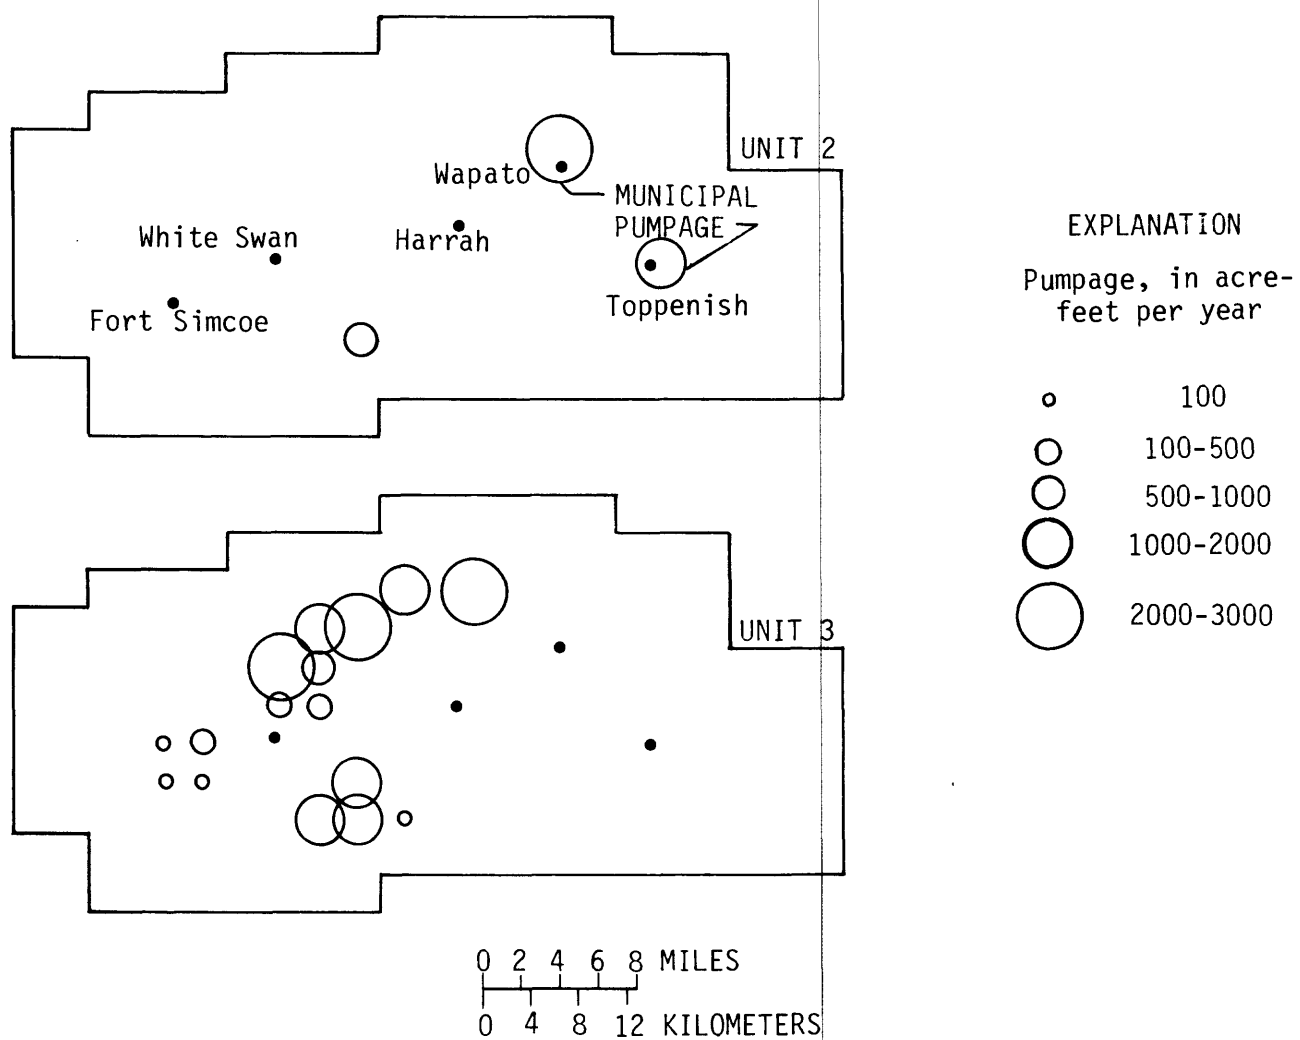 UNIT 2
Wapato
MUNICIPAL
PUMPAGE
White Swan
Harrah
Fort Simcoe
Toppenish
EXPLANATION
Pumpage, in acre-
feet per year
100
100-500
500-1000
1000-2000
2000-3000
UNIT 3
0 2 4 6 8 MILES
0 4 8 12 KILOMETERS